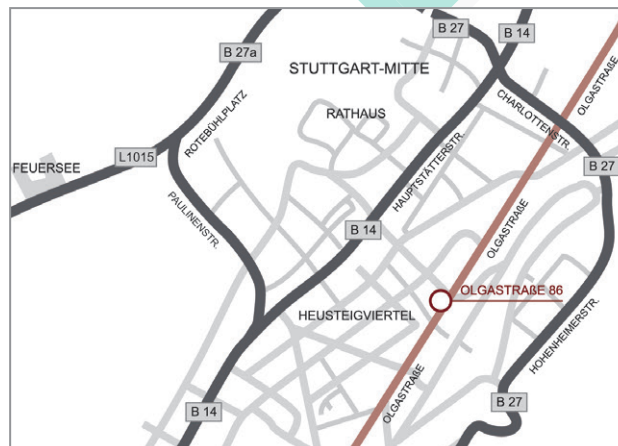 B 27
B 14
B 27a
STUTTGART-MITTE
OLGASTRAßE
RATHAUS
CHARLOTTENSTR.
ROTEBÜHLPLATZ
L1015
FEUERSEE
HAUPTSTÄTTERSTR.
B 27
PAULINENSTR.
B 14
OLGASTRAßE
OLGASTRAßE 86
HEUSTEIGVIERTEL
HOHENHEIMERSTR.
OLGASTRAßE
B 27
B 14